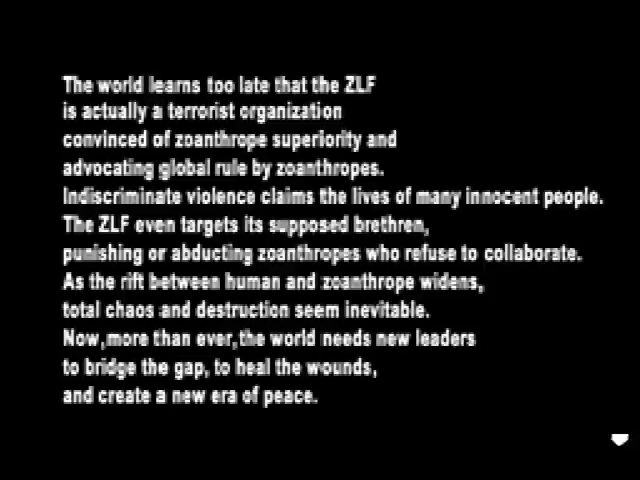 The world learns too late that the ZLF
is actually a terrorist organization
convinced of zoanthrope superiority and
advocating global rule by zoanthropes.
Indiscriminate violence claims the lives of many innocent people.
The ZLF even targets its supposed brethren,
punishing or abducting zoanthropes who refuse to collaborate.
As the rift between human and zoanthrope widens,
total chaos and destruction seem inevitable.
Now,more than ever,the world needs new leaders
to bridge the gap, to heal the wounds,
and create a new era of peace.